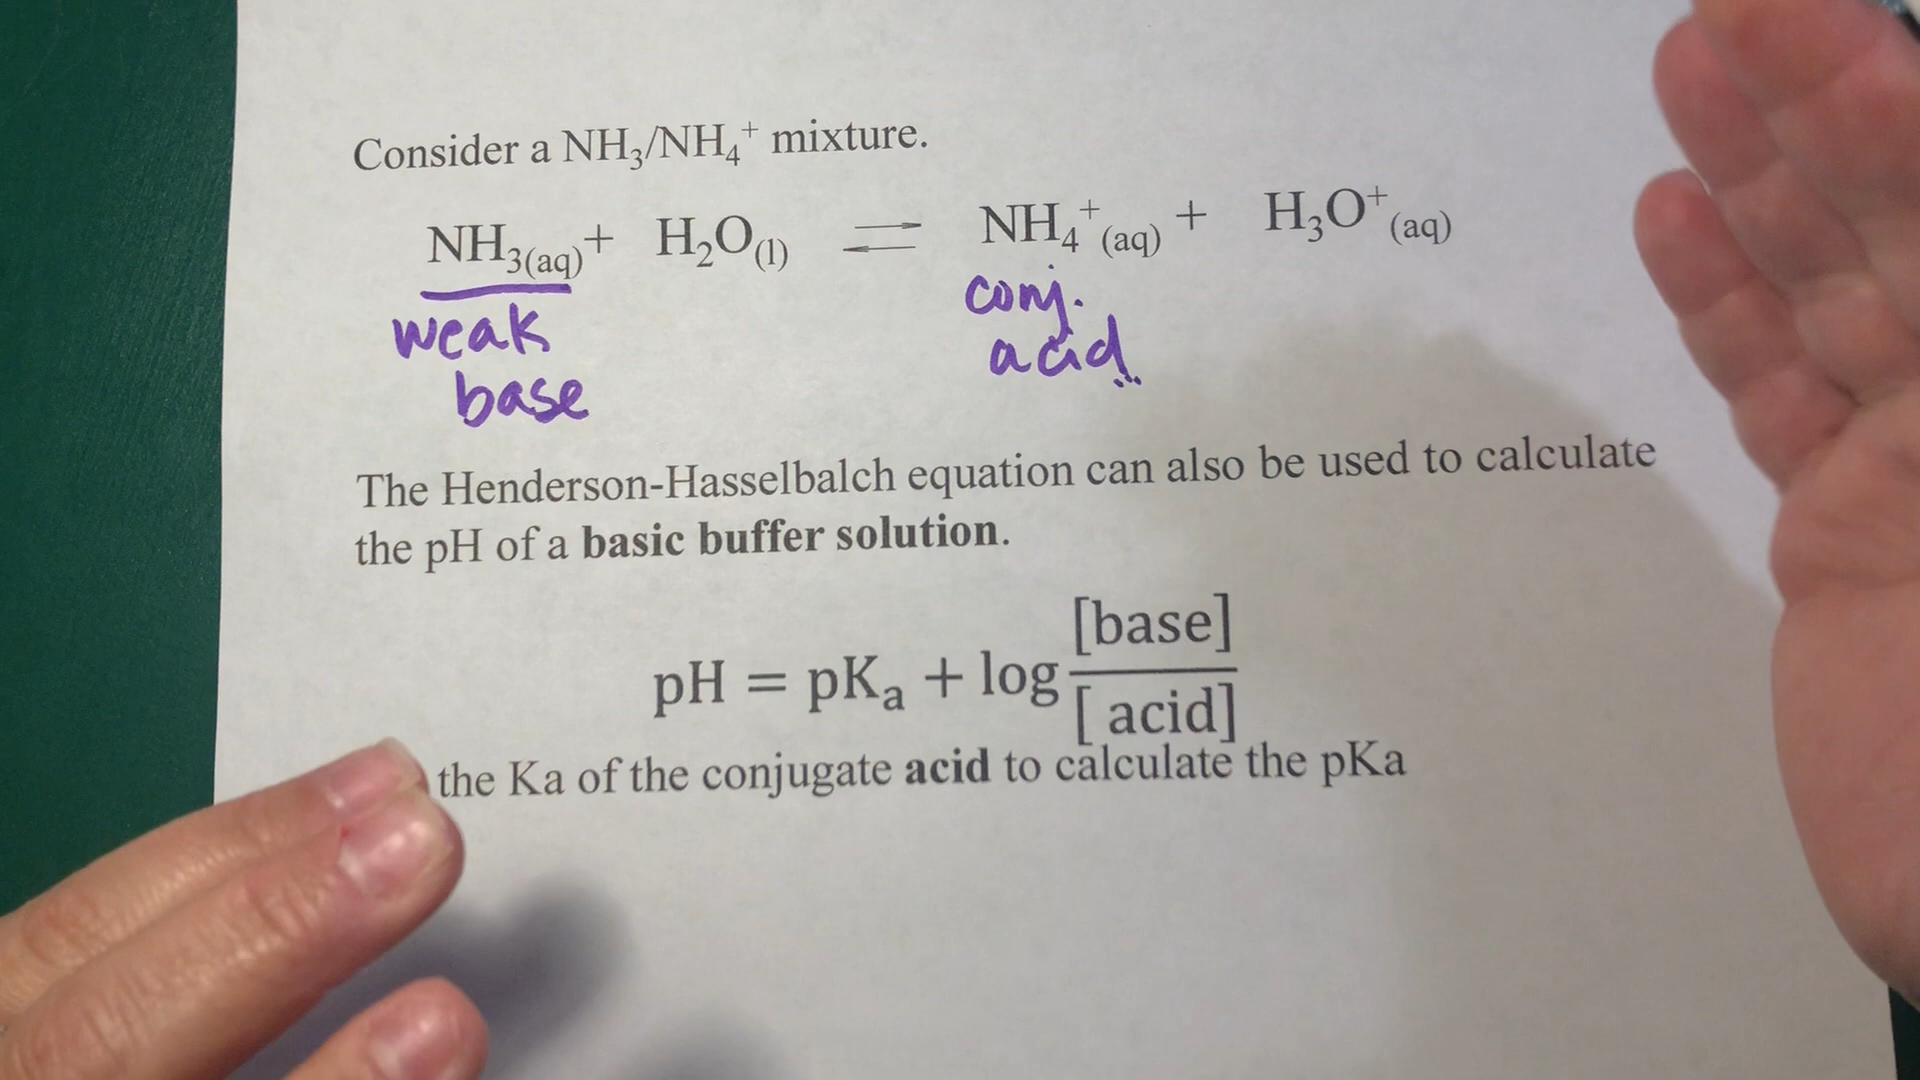 Consider a NH₃/NH₄⁺ mixture.
NH₃(aq) + H₂O(l) ⇌ NH₄⁺(aq) + H₃O⁺(aq)
weak
base
conj.
acid
The Henderson-Hasselbalch equation can also be used to calculate
the pH of a basic buffer solution.
pH = pKₐ + log [base]/[ acid]
the Ka of the conjugate acid to calculate the pKa